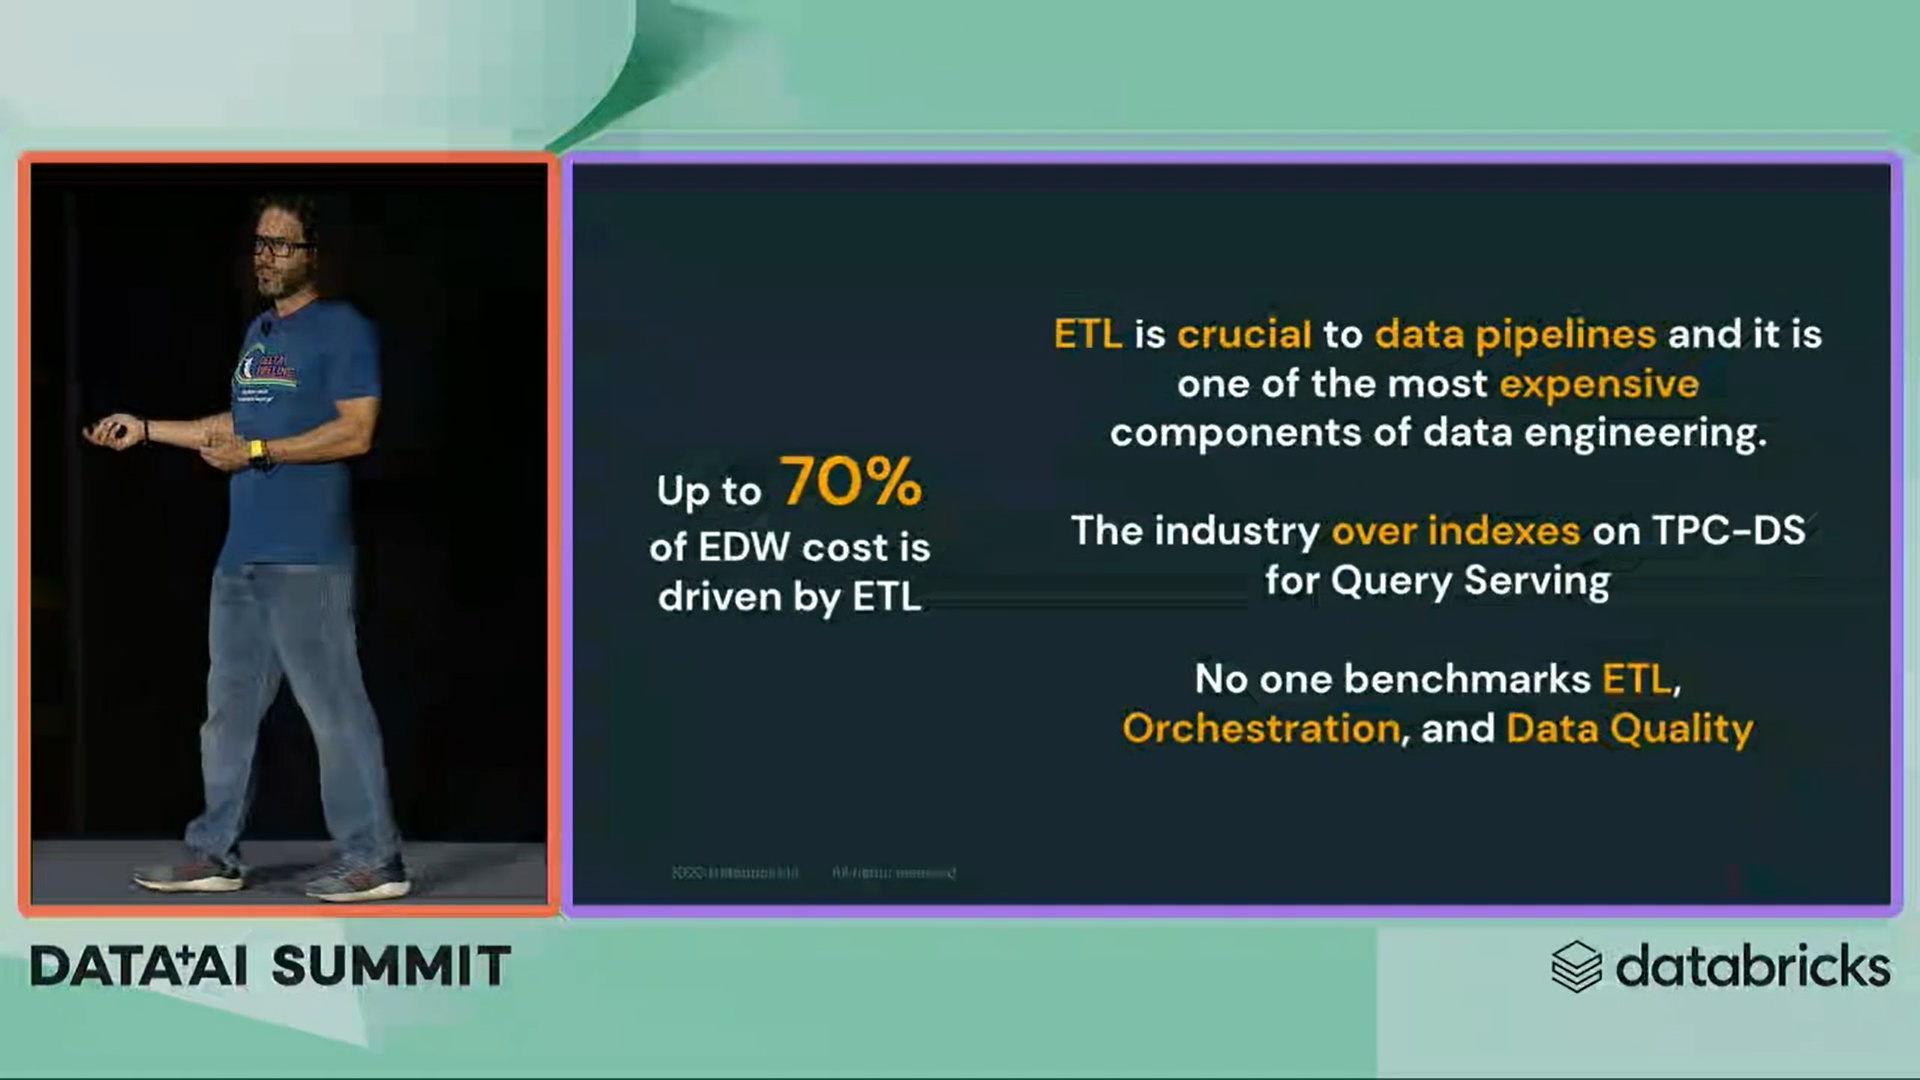 Up to 70%
of EDW cost is
driven by ETL
ETL is crucial to data pipelines and it is
one of the most expensive
components of data engineering.
The industry over indexes on TPC-DS
for Query Serving
No one benchmarks ETL,
Orchestration, and Data Quality
DATA+AI SUMMIT
databricks